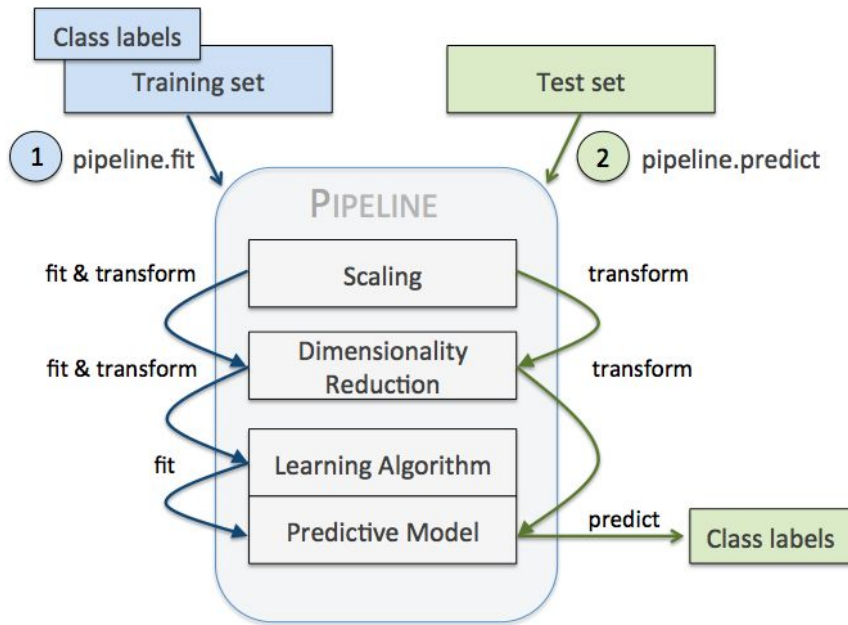 Class labels
Training set
Test set
1 pipeline.fit
2 pipeline.predict
PIPELINE
fit & transform
Scaling
transform
fit & transform
Dimensionality
Reduction
transform
fit
Learning Algorithm
Predictive Model
predict
Class labels